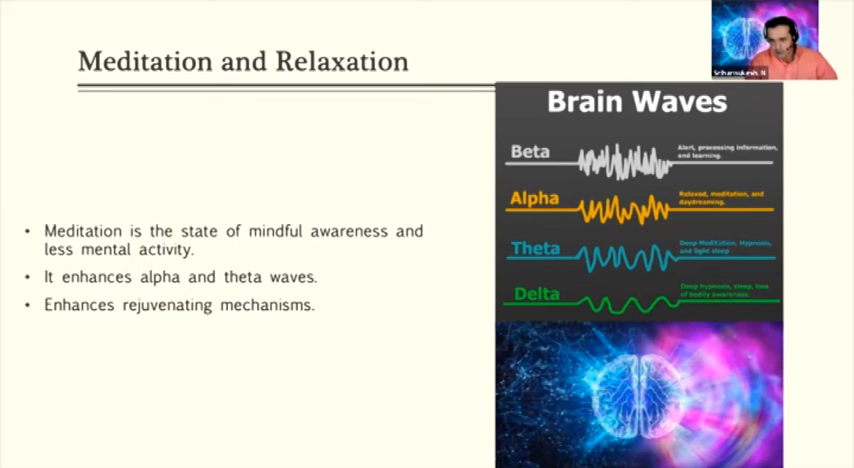 Meditation and Relaxation
Brain Waves
Beta
Alert, processing information,
and learning.
Alpha
Relaxed, meditation, and
daydreaming.
Theta
Deep Meditation, Hypnosis,
and light sleep
Delta
Deep hypnosis, sleep, loss
of bodily awareness.
• Meditation is the state of mindful awareness and
less mental activity.
• It enhances alpha and theta waves.
• Enhances rejuvenating mechanisms.